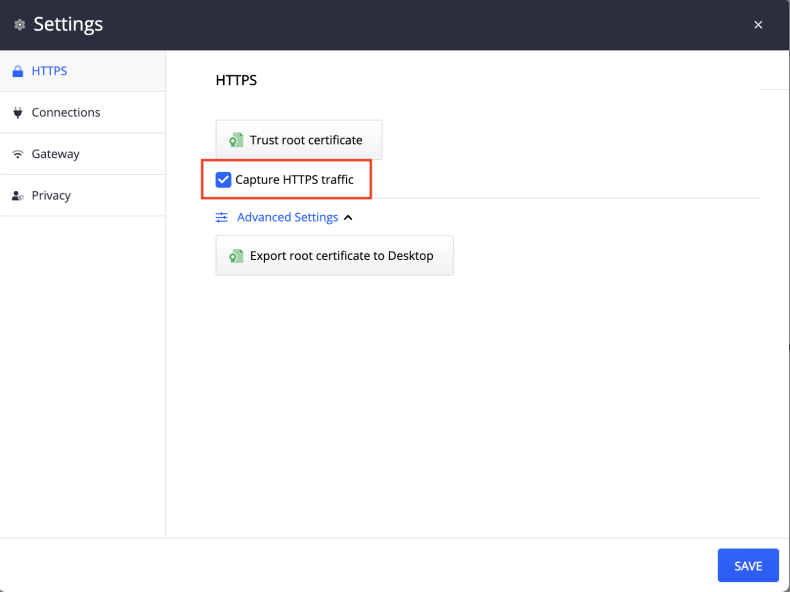 Settings
HTTPS
Connections
Gateway
Privacy
HTTPS
Trust root certificate
Capture HTTPS traffic
Advanced Settings
Export root certificate to Desktop
SAVE